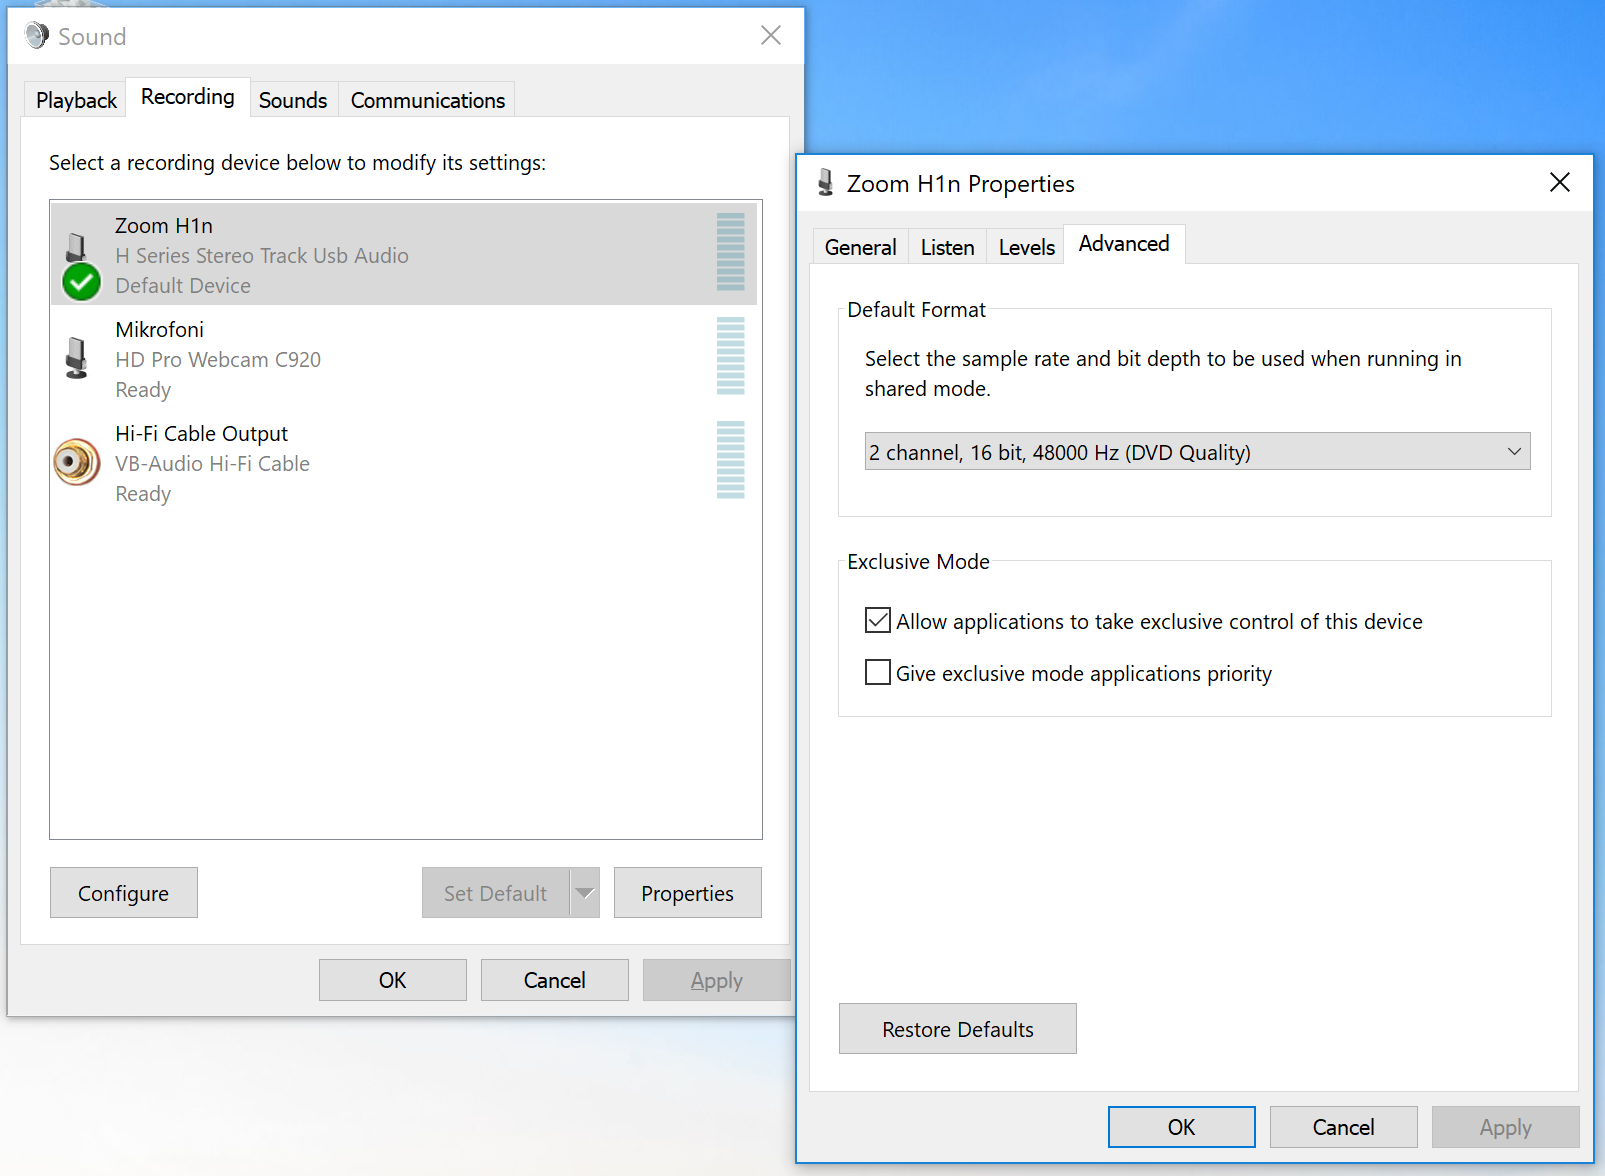 Sound
Playback
Recording
Sounds
Communications
Select a recording device below to modify its settings:
Zoom H1n
H Series Stereo Track Usb Audio
Default Device
Mikrofoni
HD Pro Webcam C920
Ready
Hi-Fi Cable Output
VB-Audio Hi-Fi Cable
Ready
Configure
Set Default
Properties
OK
Cancel
Apply
Zoom H1n Properties
General
Listen
Levels
Advanced
Default Format
Select the sample rate and bit depth to be used when running in
shared mode.
2 channel, 16 bit, 48000 Hz (DVD Quality)
Exclusive Mode
Allow applications to take exclusive control of this device
Give exclusive mode applications priority
Restore Defaults
OK
Cancel
Apply